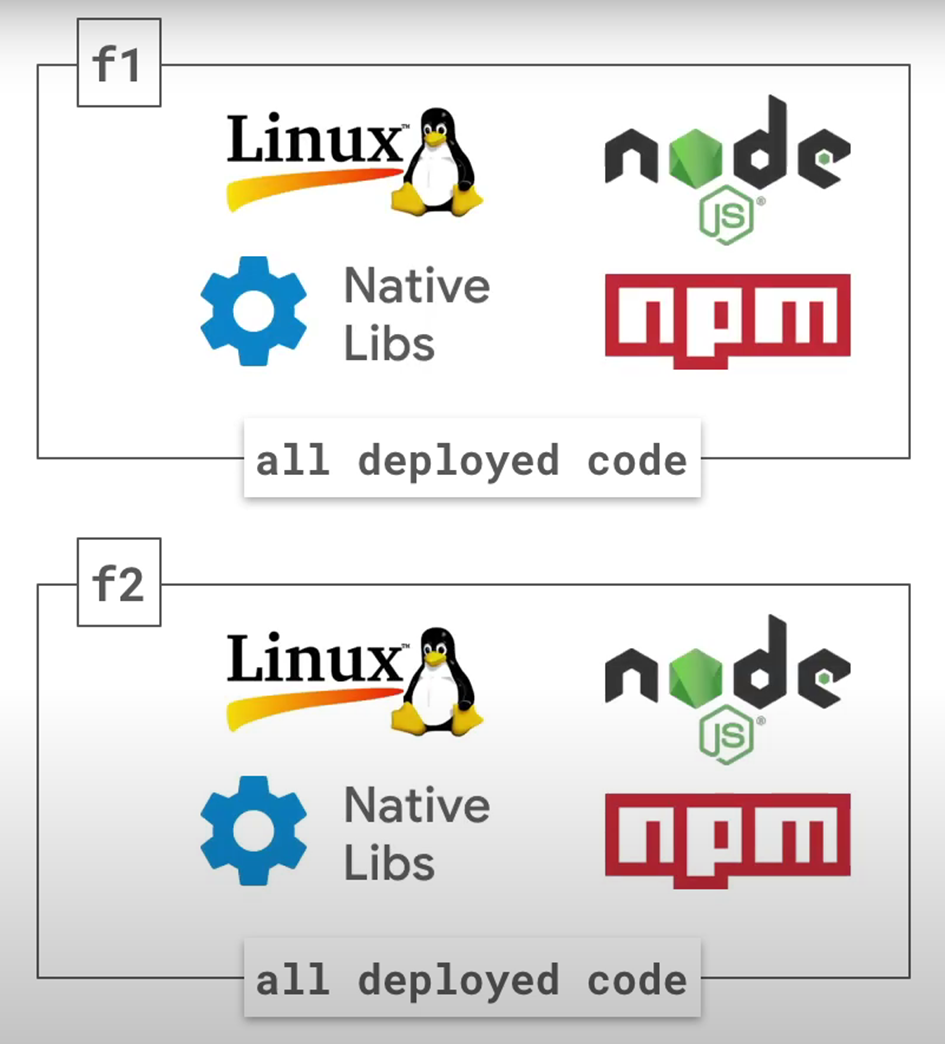 f1
Linux™
node
JS®
Native
Libs
npm
all deployed code
f2
Linux™
node
JS®
Native
Libs
npm
all deployed code